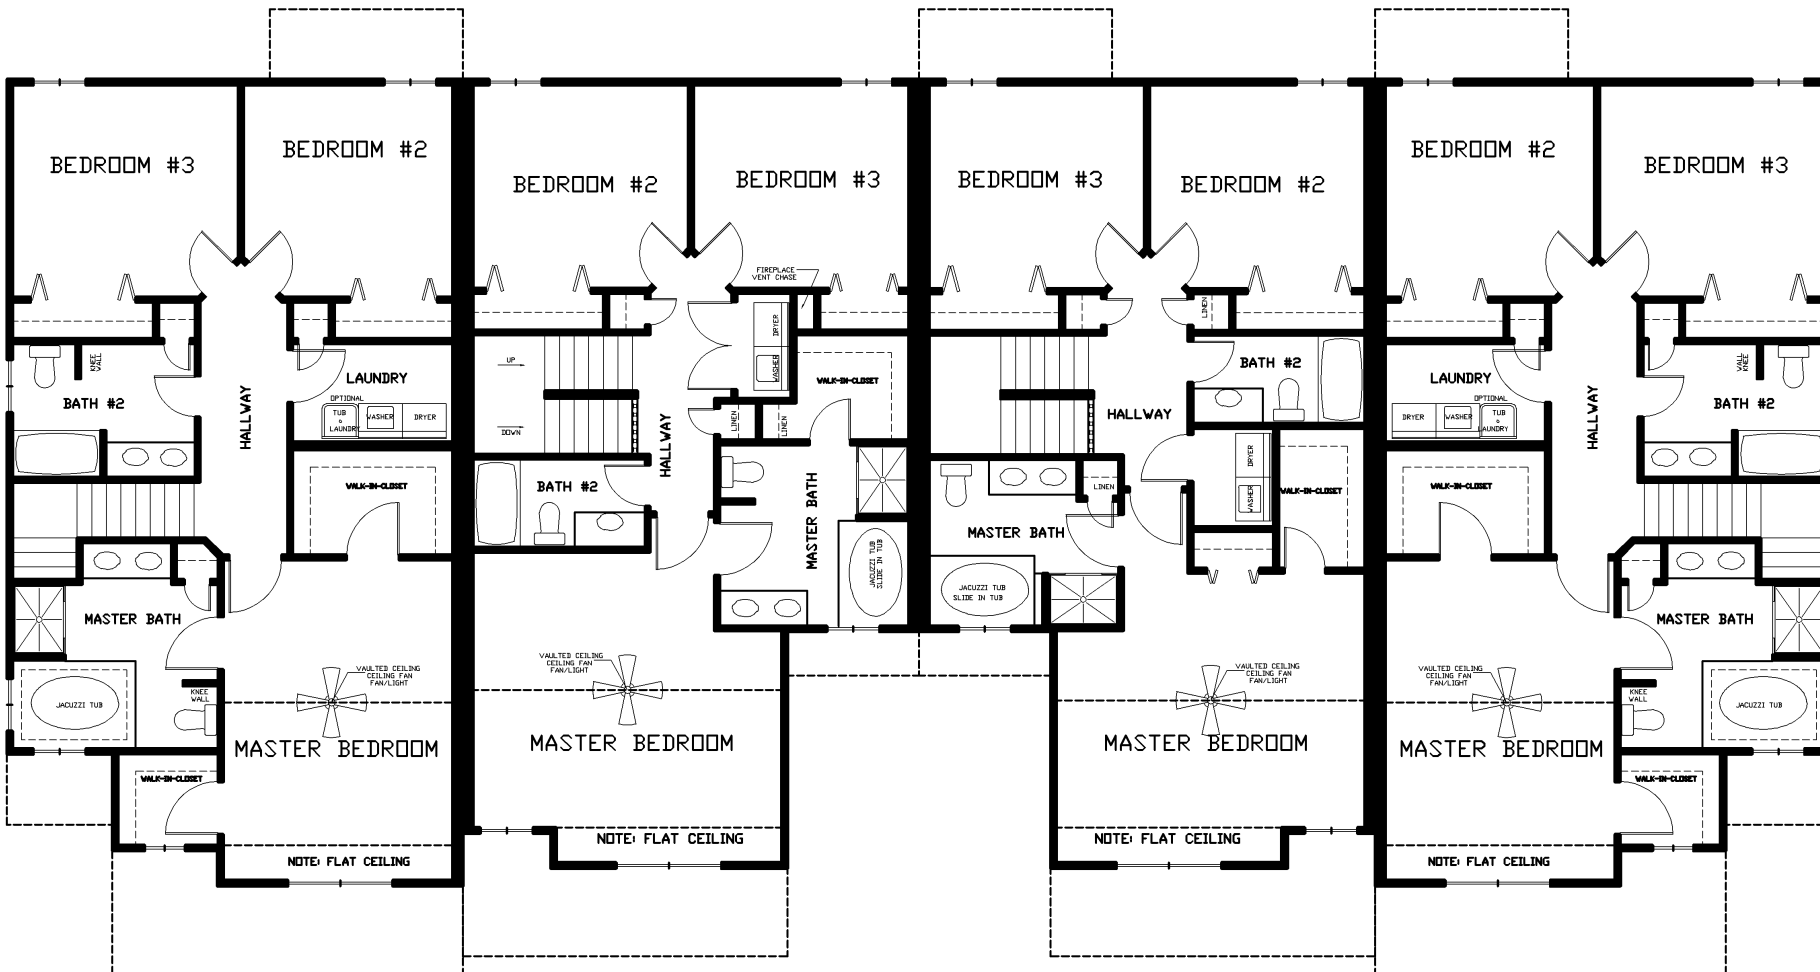 BEDROOM #3
BEDROOM #2
HALLWAY
KNEE
WALL
BATH #2
LAUNDRY
OPTIONAL
TUB
LAUNDRY
WASHER
DRYER
WALK-IN-CLOSET
MASTER BATH
JACUZZI TUB
KNEE
WALL
VAULTED CEILING
CEILING FAN
FAN/LIGHT
MASTER BEDROOM
WALK-IN-CLOSET
NOTE: FLAT CEILING
BEDROOM #2
BEDROOM #3
FIREPLACE
VENT CHASE
DRYER
WASHER
UP
DOWN
HALLWAY
LINEN
LINEN
WALK-IN-CLOSET
BATH #2
MASTER BATH
JACUZZI TUB
SLIDE IN TUB
VAULTED CEILING
CEILING FAN
FAN/LIGHT
MASTER BEDROOM
NOTE: FLAT CEILING
BEDROOM #3
BEDROOM #2
LINEN
BATH #2
HALLWAY
DRYER
WASHER
WALK-IN-CLOSET
LINEN
MASTER BATH
JACUZZI TUB
SLIDE IN TUB
VAULTED CEILING
CEILING FAN
FAN/LIGHT
MASTER BEDROOM
NOTE: FLAT CEILING
BEDROOM #2
BEDROOM #3
LAUNDRY
OPTIONAL
DRYER
WASHER
TUB
LAUNDRY
HALLWAY
WALL
KNEE
BATH #2
WALK-IN-CLOSET
MASTER BATH
VAULTED CEILING
CEILING FAN
FAN/LIGHT
KNEE
WALL
JACUZZI TUB
MASTER BEDROOM
WALK-IN-CLOSET
NOTE: FLAT CEILING